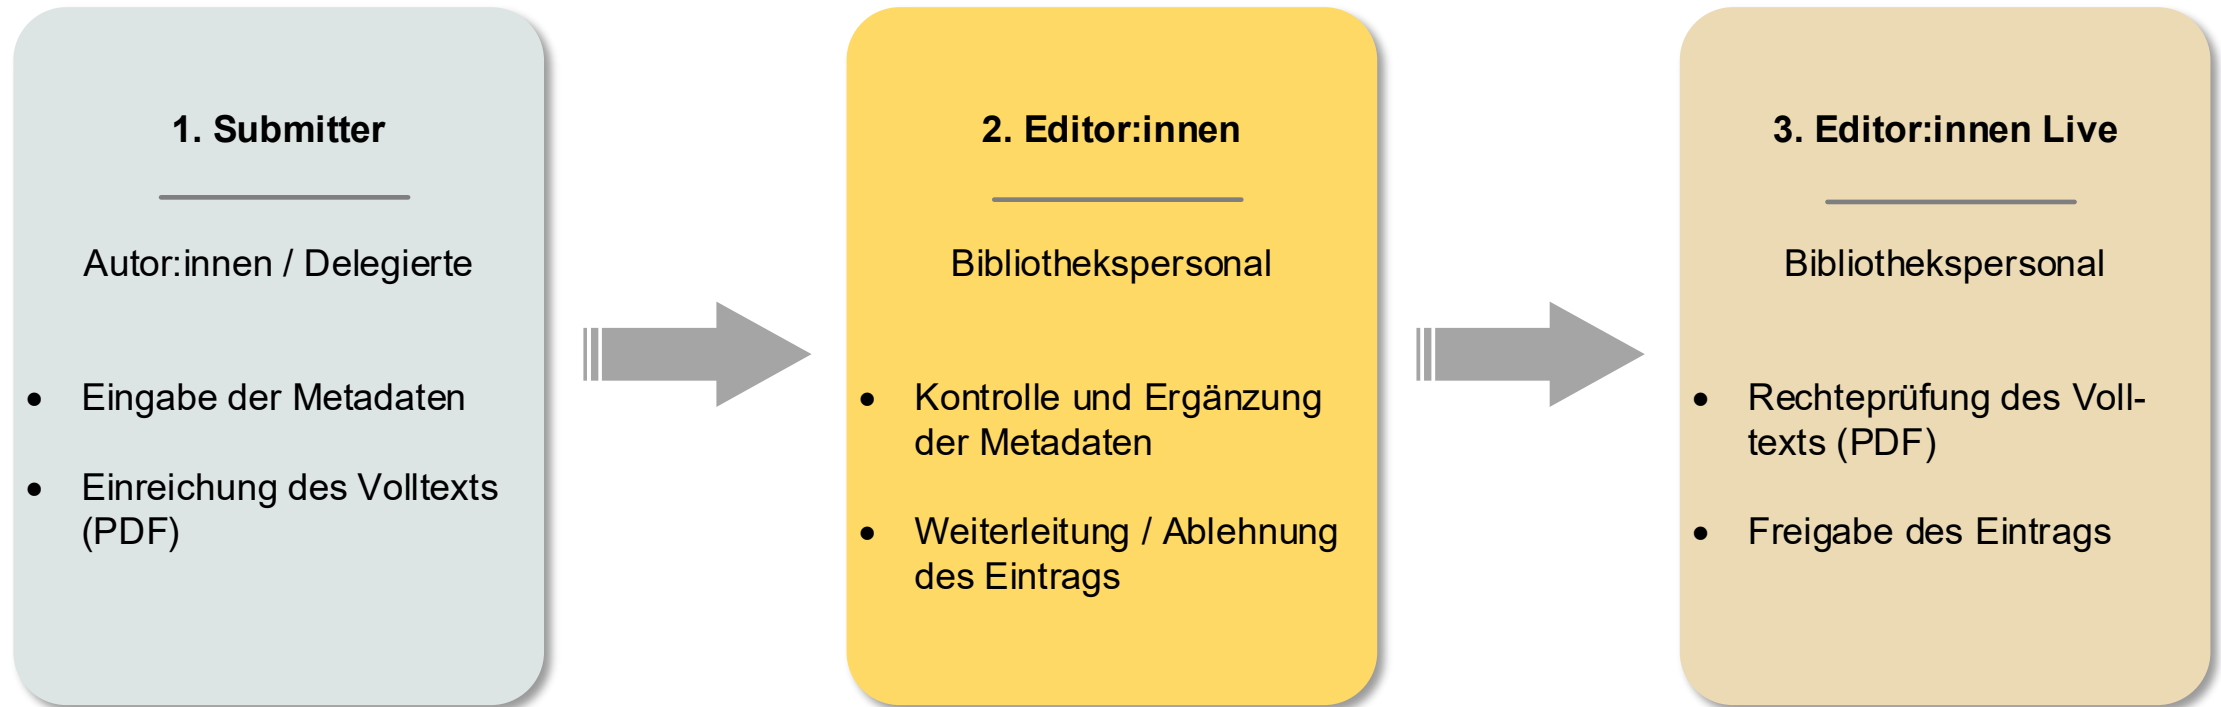 1. Submitter
Autor:innen / Delegierte
• Eingabe der Metadaten
• Einreichung des Volltexts
(PDF)
2. Editor:innen
Bibliothekspersonal
• Kontrolle und Ergänzung
der Metadaten
• Weiterleitung / Ablehnung
des Eintrags
3. Editor:innen Live
Bibliothekspersonal
• Rechteprüfung des Voll-
texts (PDF)
• Freigabe des Eintrags